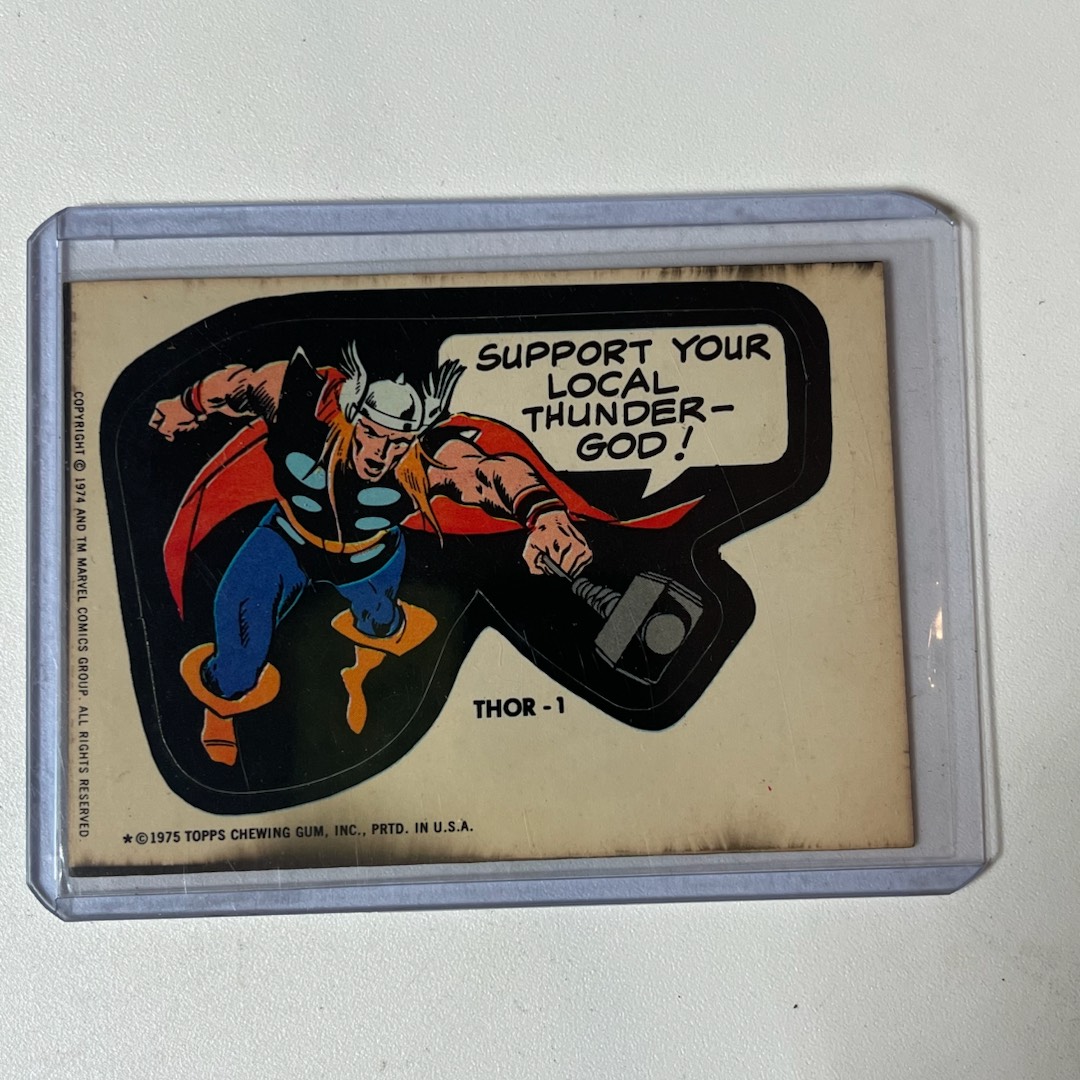 SUPPORT YOUR
LOCAL
THUNDER-
GOD!
THOR - 1
COPYRIGHT © 1974 AND TM MARVEL COMICS GROUP. ALL RIGHTS RESERVED
*©1975 TOPPS CHEWING GUM, INC., PRTD. IN U.S.A.